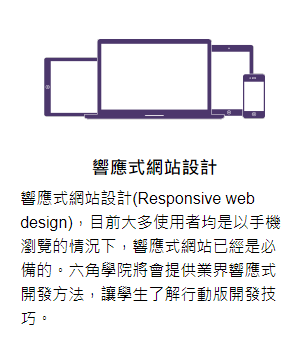 響應式網站設計
響應式網站設計(Responsive web
design)，目前大多使用者均是以手機
瀏覽的情況下，響應式網站已經是必
備的。六角學院將會提供業界響應式
開發方法，讓學生了解行動版開發技
巧。